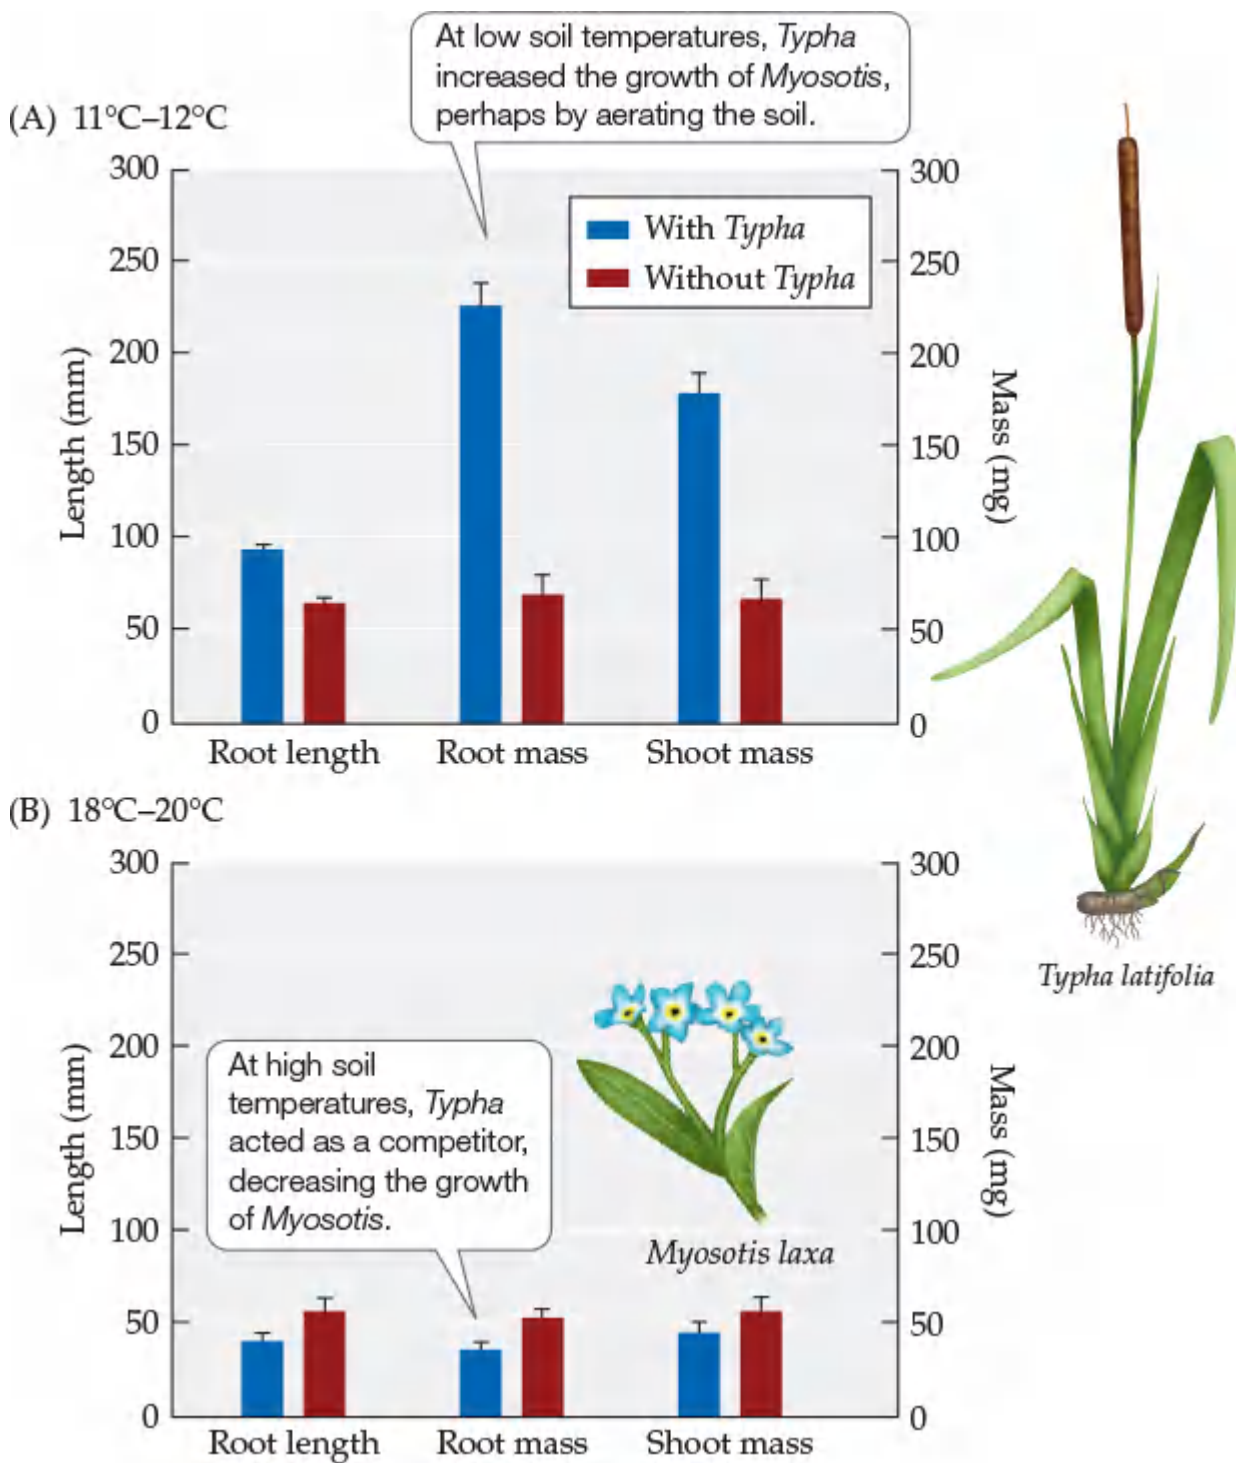 At low soil temperatures, Typha
increased the growth of Myosotis,
perhaps by aerating the soil.
(A) 11°C–12°C
300
250
200
150
100
50
0
Length (mm)
With Typha
Without Typha
300
250
200
150
100
50
0
Mass (mg)
Root length
Root mass
Shoot mass
Typha latifolia
(B) 18°C–20°C
300
250
200
150
100
50
0
Length (mm)
At high soil
temperatures, Typha
acted as a competitor,
decreasing the growth
of Myosotis.
Myosotis laxa
300
250
200
150
100
50
0
Mass (mg)
Root length
Root mass
Shoot mass